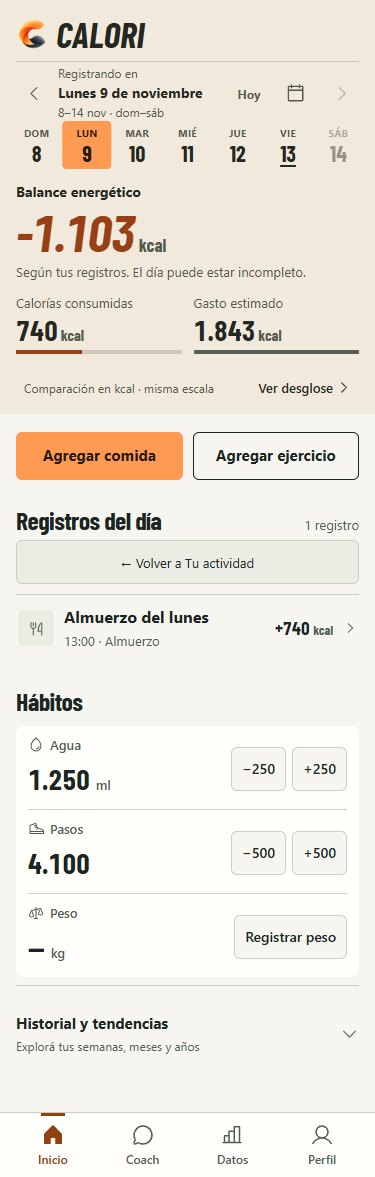 CALORI
Registrando en
Lunes 9 de noviembre
8–14 nov · dom–sáb
Hoy
DOM LUN MAR MIÉ JUE VIE SÁB
8 9 10 11 12 13 14
Balance energético
-1.103 kcal
Según tus registros. El día puede estar incompleto.
Calorías consumidas Gasto estimado
740 kcal 1.843 kcal
Comparación en kcal · misma escala Ver desglose
Agregar comida Agregar ejercicio
Registros del día 1 registro
← Volver a Tu actividad
Almuerzo del lunes
13:00 · Almuerzo
+740 kcal
Hábitos
Agua
1.250 ml
−250 +250
Pasos
4.100
−500 +500
Peso
– kg
Registrar peso
Historial y tendencias
Explorá tus semanas, meses y años
Inicio Coach Datos Perfil